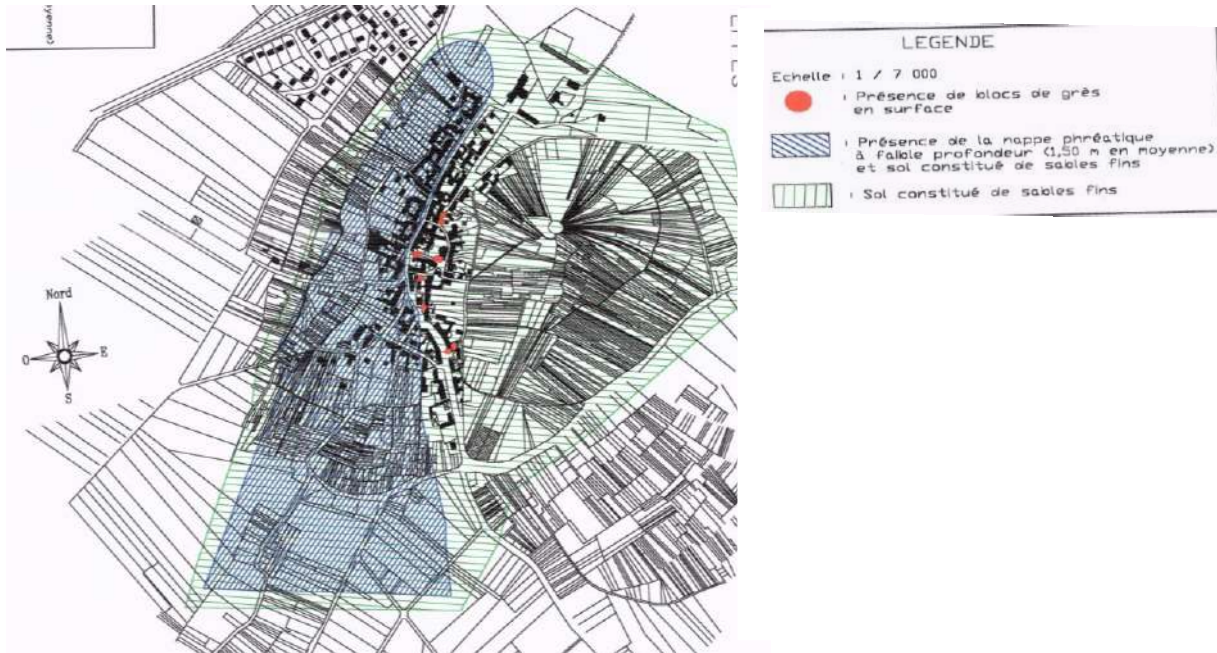 yenne)
Nord
O
E
S
LEGENDE
Echelle : 1 / 7 000
: Présence de blocs de grès
en surface
: Présence de la nappe phréatique
à faible profondeur (1,50 m en moyenne)
et sol constitué de sables fins
: Sol constitué de sables fins